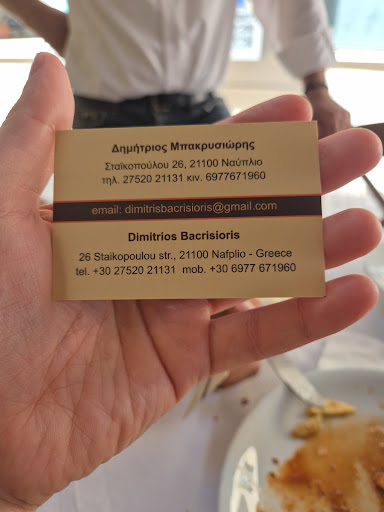 Δημήτριος Μπακρυσιώρης
Σταϊκοπούλου 26, 21100 Ναύπλιο
τηλ. 27520 21131 κιν. 6977671960
email: dimitrisbacrisioris@gmail.com
Dimitrios Bacrisioris
26 Staikopoulou str., 21100 Nafplio - Greece
tel. +30 27520 21131 mob. +30 6977 671960